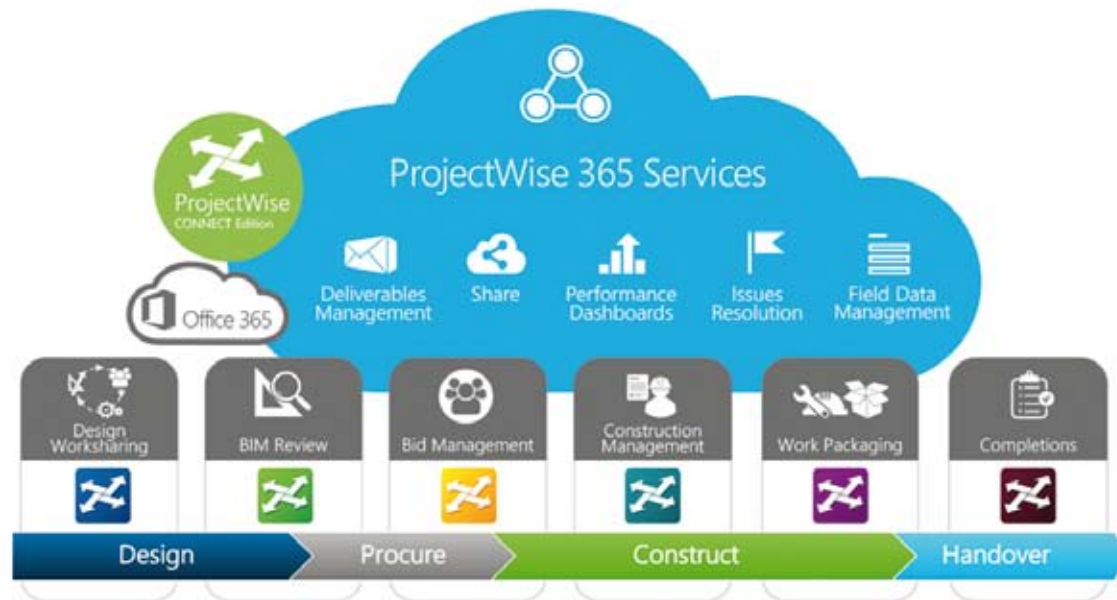 ProjectWise 365 Services
ProjectWise
CONNECT Edition
Office 365
Deliverables
Management
Share
Performance
Dashboards
Issues
Resolution
Field Data
Management
Design
Worksharing
BIM Review
Bid Management
Construction
Management
Work Packaging
Completions
Design
Procure
Construct
Handover